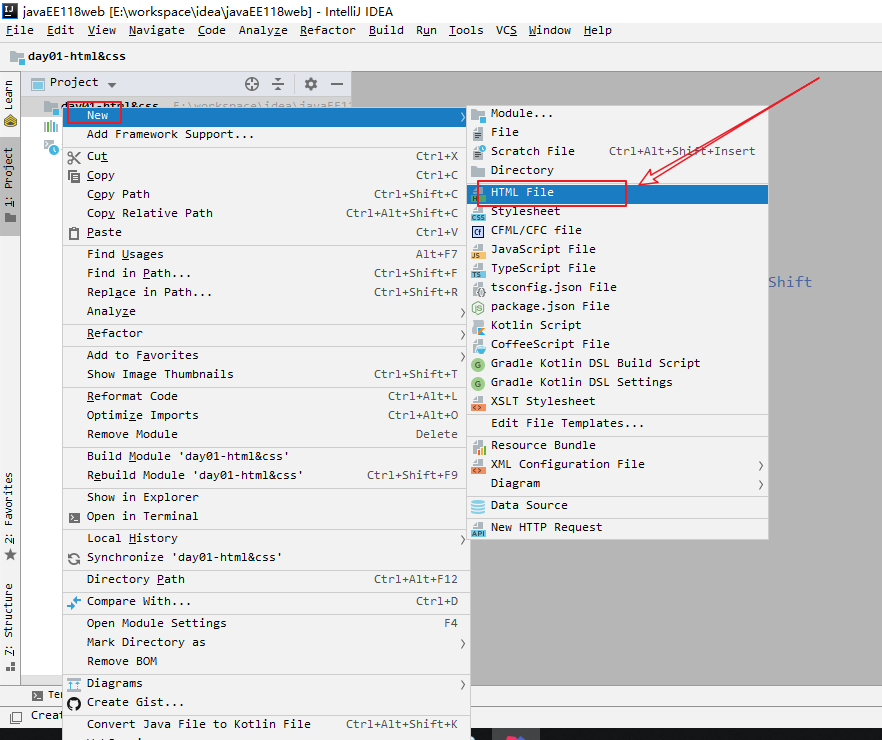 javaEE118web [E:\workspace\idea\javaEE118web] - IntelliJ IDEA
File Edit View Navigate Code Analyze Refactor Build Run Tools VCS Window Help
day01-html&css
Learn
1: Project
2: Favorites
Z: Structure
Project
day01-html&css E:\workspace\idea\javaEE11
New
Add Framework Support...
Cut Ctrl+X
Copy Ctrl+C
Copy Path Ctrl+Shift+C
Copy Relative Path Ctrl+Alt+Shift+C
Paste Ctrl+V
Find Usages Alt+F7
Find in Path... Ctrl+Shift+F
Replace in Path... Ctrl+Shift+R
Analyze
Refactor
Add to Favorites
Show Image Thumbnails Ctrl+Shift+T
Reformat Code Ctrl+Alt+L
Optimize Imports Ctrl+Alt+O
Remove Module Delete
Build Module 'day01-html&css'
Rebuild Module 'day01-html&css' Ctrl+Shift+F9
Show in Explorer
Open in Terminal
Local History
Synchronize 'day01-html&css'
Directory Path Ctrl+Alt+F12
Compare With... Ctrl+D
Open Module Settings F4
Mark Directory as
Remove BOM
Diagrams
Create Gist...
Convert Java File to Kotlin File Ctrl+Alt+Shift+K
Module...
File
Scratch File Ctrl+Alt+Shift+Insert
Directory
HTML File
Stylesheet
CFML/CFC file
JavaScript File
TypeScript File
tsconfig.json File
package.json File
Kotlin Script
CoffeeScript File
Gradle Kotlin DSL Build Script
Gradle Kotlin DSL Settings
XSLT Stylesheet
Edit File Templates...
Resource Bundle
XML Configuration File
Diagram
Data Source
New HTTP Request
Shift